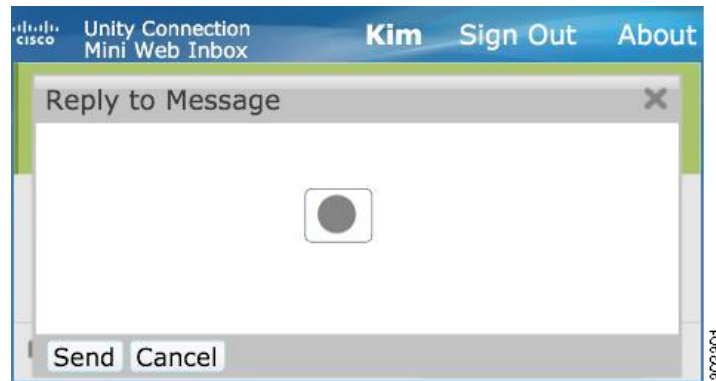 cisco
Unity Connection
Mini Web Inbox
Kim
Sign Out
About
Reply to Message
Send
Cancel